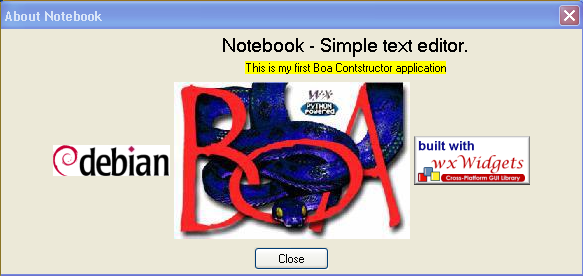 About Notebook
Notebook - Simple text editor.
This is my first Boa Contstructor application
wx
PYTHON
POWERED
BOA
debian
built with
wxWidgets
Cross-Platform GUI Library
Close